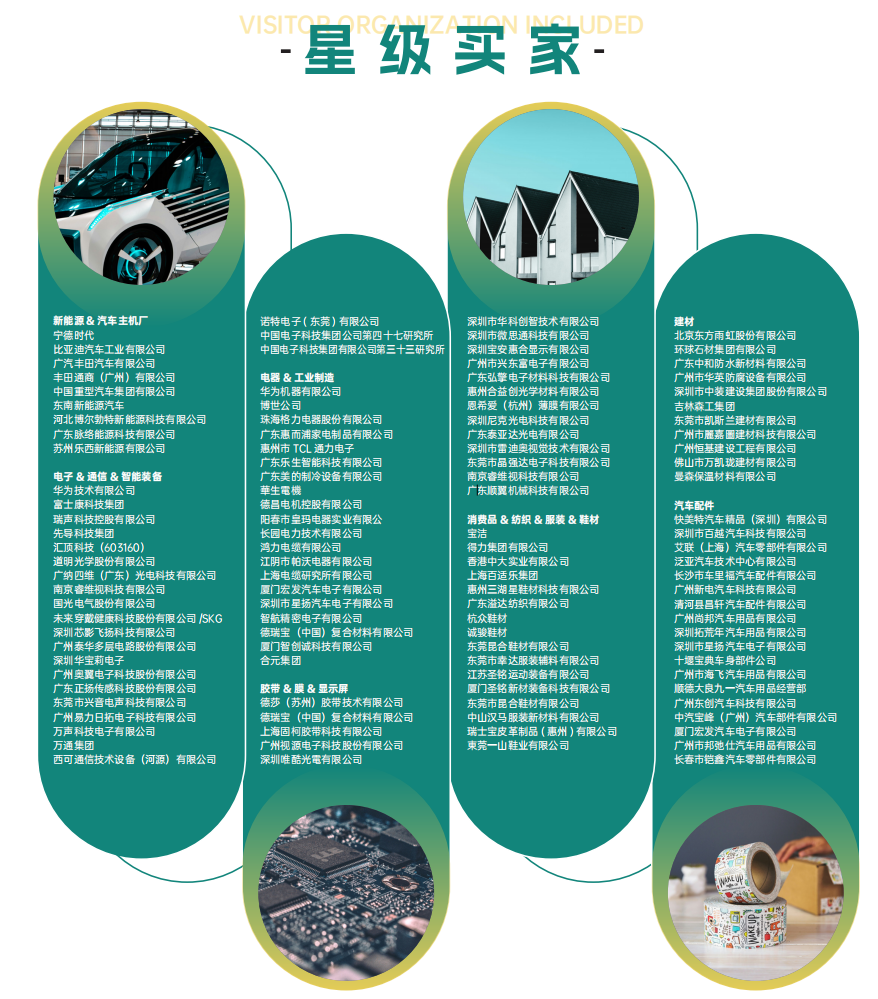 VISITOR ORGANIZATION INCLUDED
- 星级买家 -
新能源 & 汽车主机厂
宁德时代
比亚迪汽车工业有限公司
广汽丰田汽车有限公司
丰田通商（广州）有限公司
中国重型汽车集团有限公司
东南新能源汽车
河北博尔勃特新能源科技有限公司
广东脉络能源科技有限公司
苏州乐西新能源有限公司
电子 & 通信 & 智能装备
华为技术有限公司
富士康科技集团
瑞声科技控股有限公司
先导科技集团
汇顶科技（603160）
道明光学股份有限公司
广纳四维（广东）光电科技有限公司
南京睿维视科技有限公司
国光电气股份有限公司
未来穿戴健康科技股份有限公司/SKG
深圳芯影飞扬科技有限公司
广州泰华多层电路股份有限公司
深圳华宝莉电子
广州奥翼电子科技股份有限公司
广东正扬传感科技股份有限公司
东莞市兴音电声科技有限公司
广州易力日拓电子科技有限公司
万声科技电子有限公司
万通集团
西可通信技术设备（河源）有限公司
诺特电子（东莞）有限公司
中国电子科技集团公司第四十七研究所
中国电子科技集团有限公司第三十三研究所
电器 & 工业制造
华为机器有限公司
博世公司
珠海格力电器股份有限公司
广东惠而浦家电制品有限公司
惠州市 TCL 通力电子
广东乐生智能科技有限公司
广东美的制冷设备有限公司
華生電機
德昌电机控股有限公司
阳春市皇玛电器实业有限公
长园电力技术有限公司
鸿力电缆有限公司
江阴市帕沃电器有限公司
上海电缆研究所有限公司
厦门宏发汽车电子有限公司
深圳市星扬汽车电子有限公司
智航精密电子有限公司
德瑞宝（中国）复合材料有限公司
厦门智创诚科技有限公司
合元集团
胶带 & 膜 & 显示屏
德莎（苏州）胶带技术有限公司
德瑞宝（中国）复合材料有限公司
上海固柯胶带科技有限公司
广州视源电子科技股份有限公司
深圳唯酷光電有限公司
深圳市华科创智技术有限公司
深圳市微思通科技有限公司
深圳宝安惠合显示有限公司
广州市兴东富电子有限公司
广东弘擎电子材料科技有限公司
惠州合益创光学材料有限公司
恩希爱（杭州）薄膜有限公司
深圳尼克光电科技有限公司
广东泰亚达光电有限公司
深圳市雷迪奥视觉技术有限公司
东莞市晶强达电子科技有限公司
南京睿维视科技有限公司
广东顺翼机械科技有限公司
消费品 & 纺织 & 服装 & 鞋材
宝洁
得力集团有限公司
香港中大实业有限公司
上海百适乐集团
惠州三湖星鞋材科技有限公司
广东溢达纺织有限公司
杭众鞋材
诚骏鞋材
东莞昆合鞋材有限公司
东莞市幸达服装辅料有限公司
江苏圣铭运动装备有限公司
厦门圣铭新材装备科技有限公司
东莞市昆合鞋材有限公司
中山汉马服装新材料有限公司
瑞士宝皮革制品（惠州）有限公司
東莞一山鞋业有限公司
建材
北京东方雨虹股份有限公司
环球石材集团有限公司
广东中和防水新材料有限公司
广州市华英防腐设备有限公司
深圳市中装建设集团股份有限公司
吉林森工集团
东莞市凯斯兰建材有限公司
广州市麗嘉圖建材科技有限公司
广州恒基建设工程有限公司
佛山市万凯珑建材有限公司
曼森保温材料有限公司
汽车配件
快美特汽车精品（深圳）有限公司
深圳市百越汽车科技有限公司
艾联（上海）汽车零部件有限公司
泛亚汽车技术中心有限公司
长沙市车里福汽车配件有限公司
广州新电汽车科技有限公司
清河县昌轩汽车配件有限公司
广州尚邦汽车用品有限公司
深圳拓荒年汽车用品有限公司
深圳市星扬汽车电子有限公司
十堰宝典车身部件公司
广州市海飞汽车用品有限公司
顺德大良九一汽车用品经营部
广州东创汽车科技有限公司
中汽宝峰（广州）汽车部件有限公司
厦门宏发汽车电子有限公司
广州市邦弛仕汽车用品有限公司
长春市铠鑫汽车零部件有限公司
WAKE UP
WAKE UP